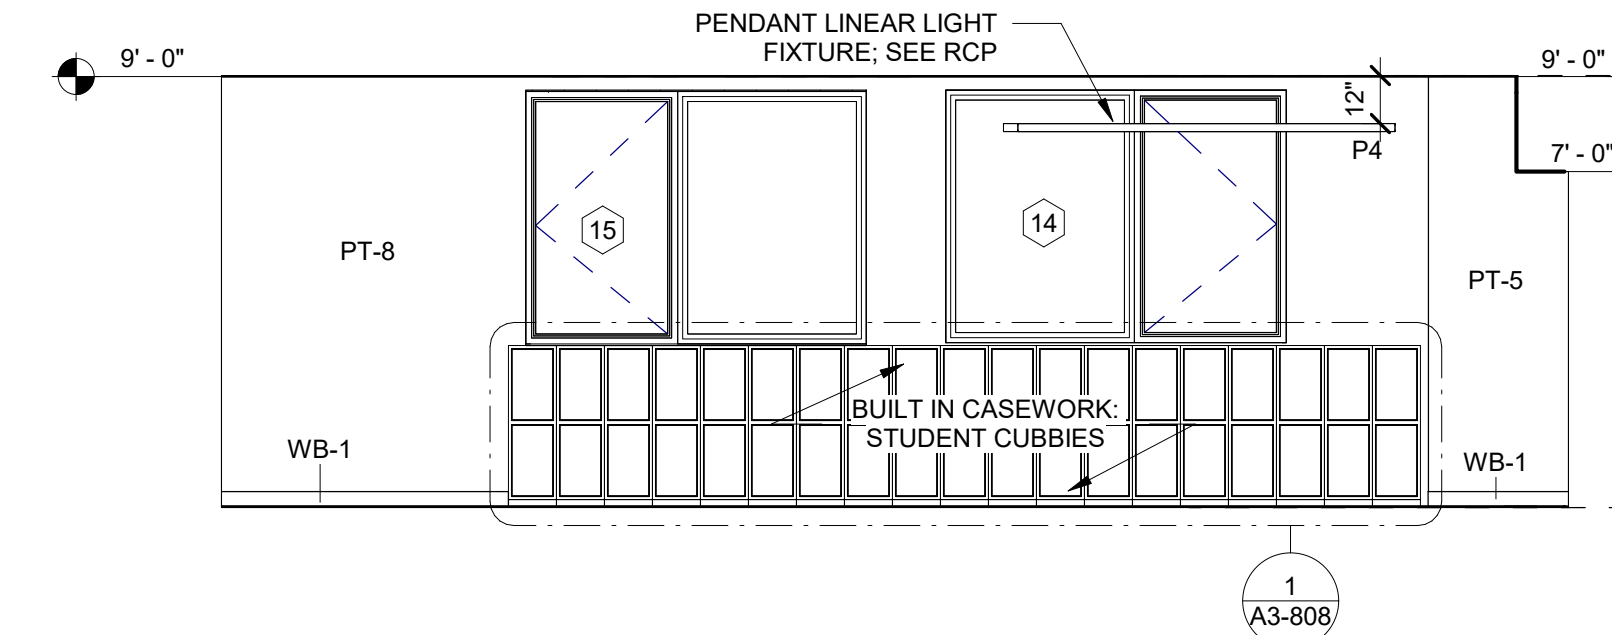 PENDANT LINEAR LIGHT
FIXTURE; SEE RCP
9' - 0"
9' - 0"
12"
P4
7' - 0"
15
14
PT-8
PT-5
BUILT IN CASEWORK:
STUDENT CUBBIES
WB-1
WB-1
1
A3-808